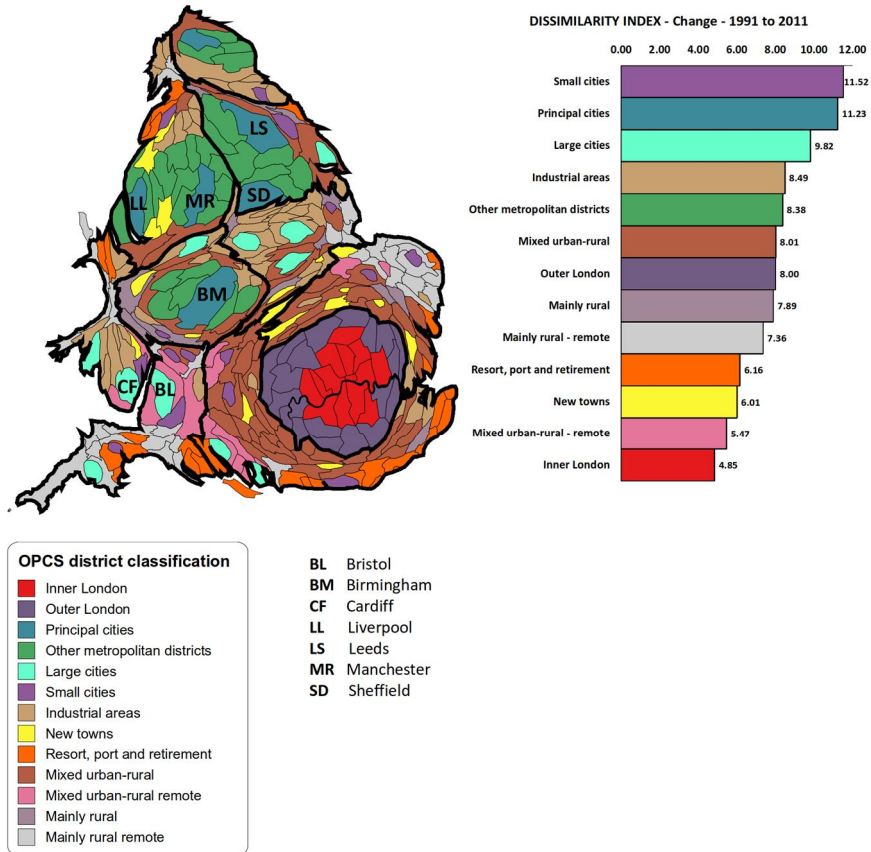 DISSIMILARITY INDEX - Change - 1991 to 2011
0.00 2.00 4.00 6.00 8.00 10.00 12.00
Small cities 11.52
Principal cities 11.23
Large cities 9.82
Industrial areas 8.49
Other metropolitan districts 8.38
Mixed urban-rural 8.01
Outer London 8.00
Mainly rural 7.89
Mainly rural - remote 7.36
Resort, port and retirement 6.16
New towns 6.01
Mixed urban-rural - remote 5.47
Inner London 4.85
LS
LL MR SD
BM
CF BL
OPCS district classification
Inner London
Outer London
Principal cities
Other metropolitan districts
Large cities
Small cities
Industrial areas
New towns
Resort, port and retirement
Mixed urban-rural
Mixed urban-rural remote
Mainly rural
Mainly rural remote
BL Bristol
BM Birmingham
CF Cardiff
LL Liverpool
LS Leeds
MR Manchester
SD Sheffield